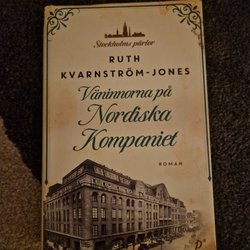 Stockholms pärlor
RUTH
KVARNSTRÖM-JONES
Väninnorna på
Nordiska
Kompaniet
ROMAN